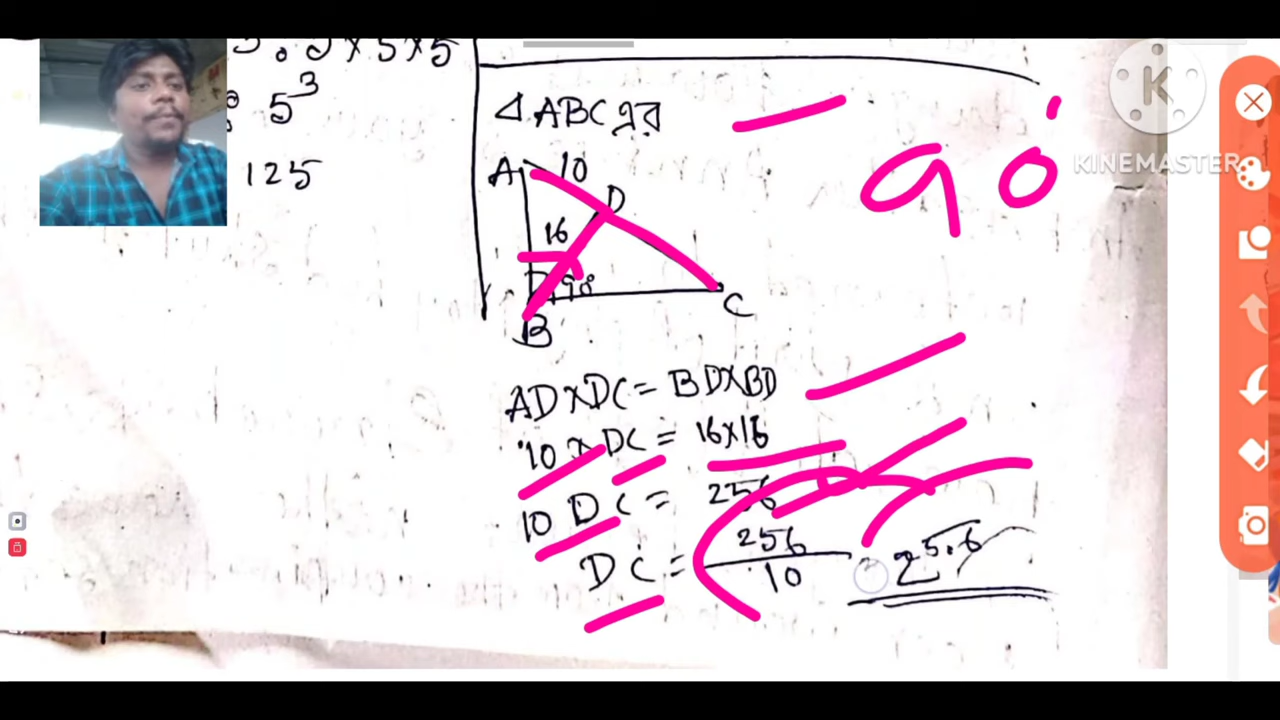 5 × 5
5³
125
△ABC এর
A
10
D
16
90°
B
C
AD×DC = BD×BD
10 × DC = 16×16
10 DC = 256
DC = 256
10
25.6
90°
K
KINEMASTER